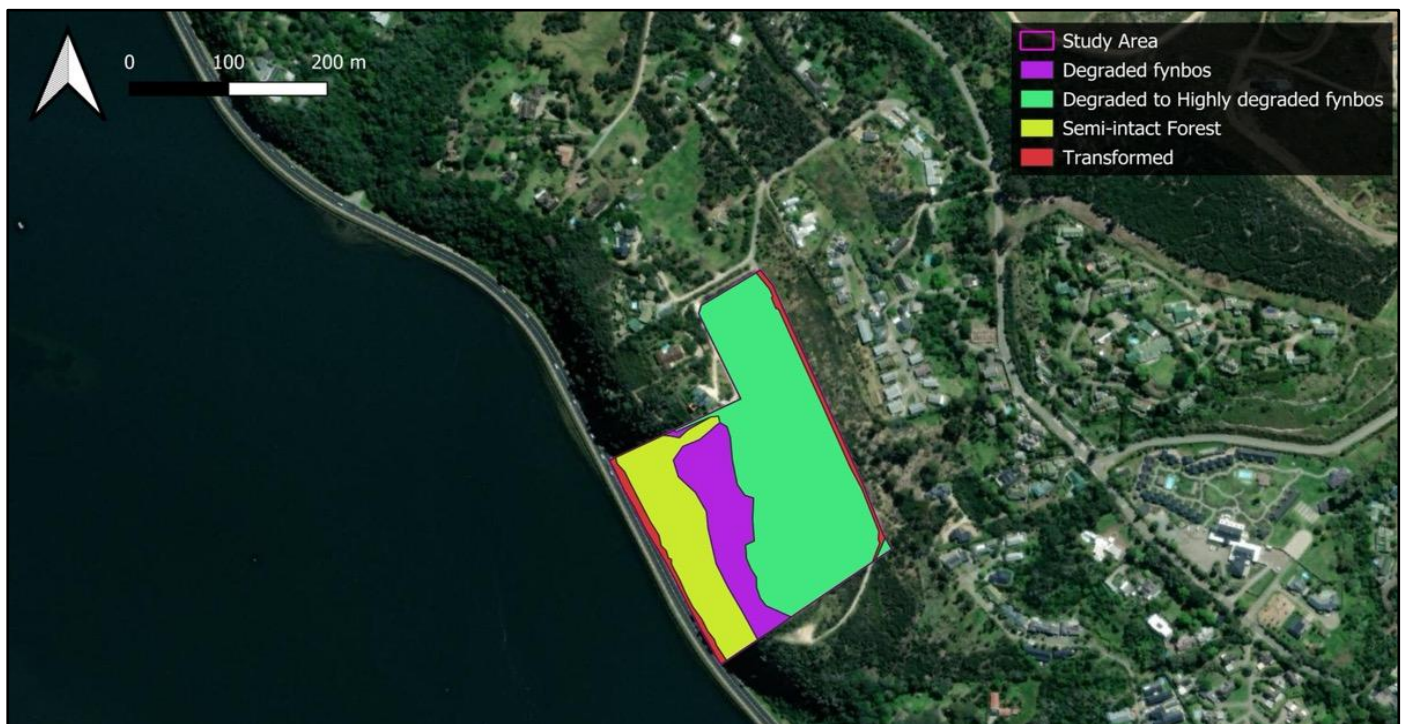 0 100 200 m
Study Area
Degraded fynbos
Degraded to Highly degraded fynbos
Semi-intact Forest
Transformed